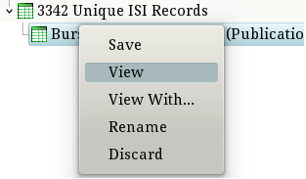 3342 Unique ISI Records
Burs (Publicatio
Save
View
View With...
Rename
Discard